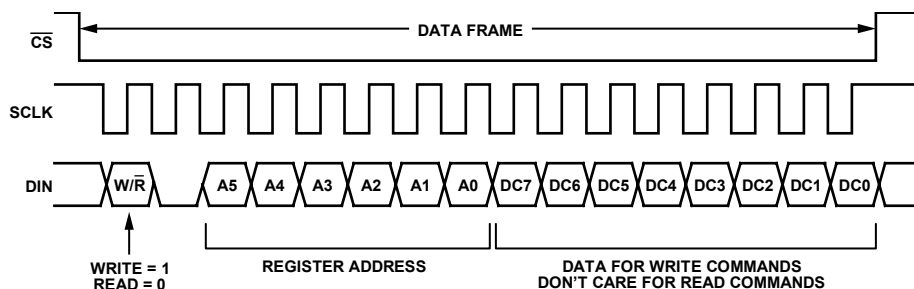 DATA FRAME
C̅S̅
SCLK
DIN W/R̅ A5 A4 A3 A2 A1 A0 DC7 DC6 DC5 DC4 DC3 DC2 DC1 DC0
WRITE = 1
READ = 0
REGISTER ADDRESS
DATA FOR WRITE COMMANDS
DON'T CARE FOR READ COMMANDS